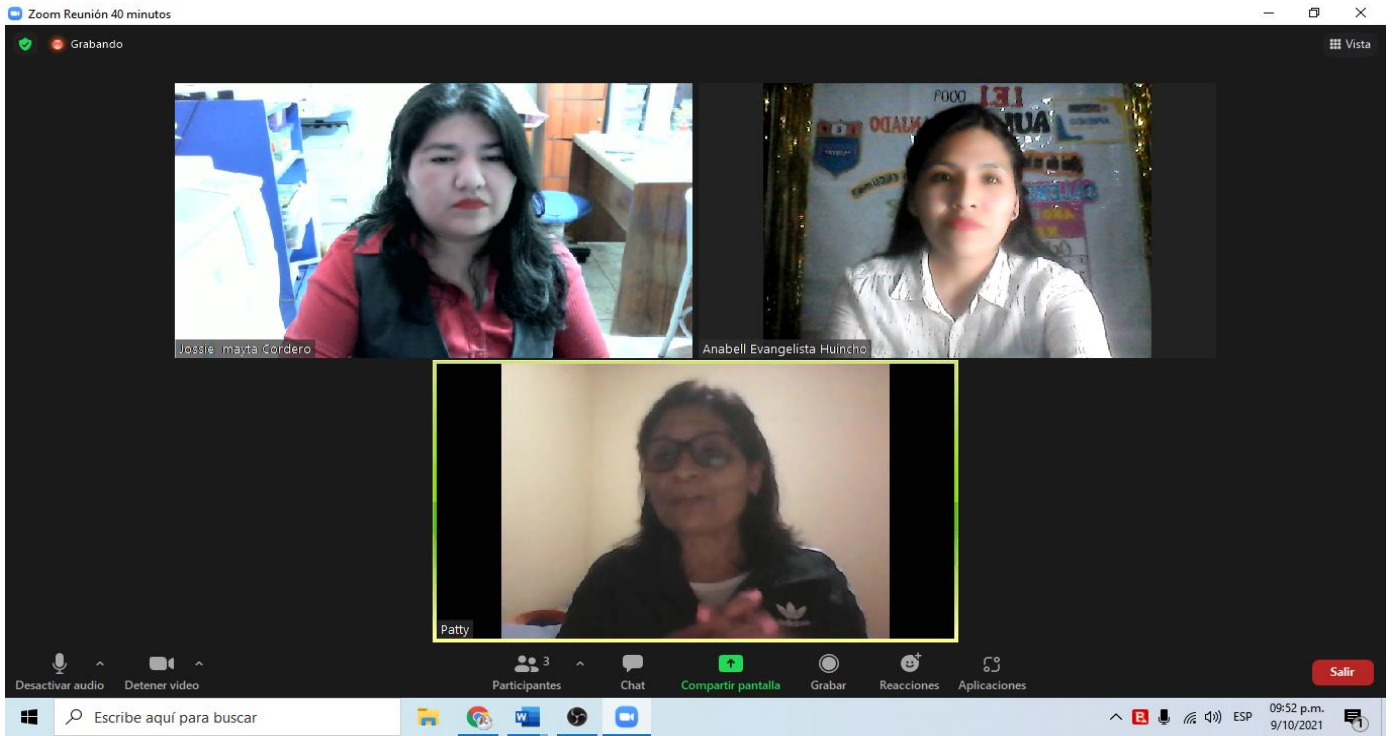 Zoom Reunión 40 minutos
Grabando
Vista
Jossie mayta Cordero
Anabell Evangelista Huincho
Patty
3
Desactivar audio
Detener video
Participantes
Chat
Compartir pantalla
Grabar
Reacciones
Aplicaciones
Salir
Escribe aquí para buscar
ESP
09:52 p.m.
9/10/2021
1